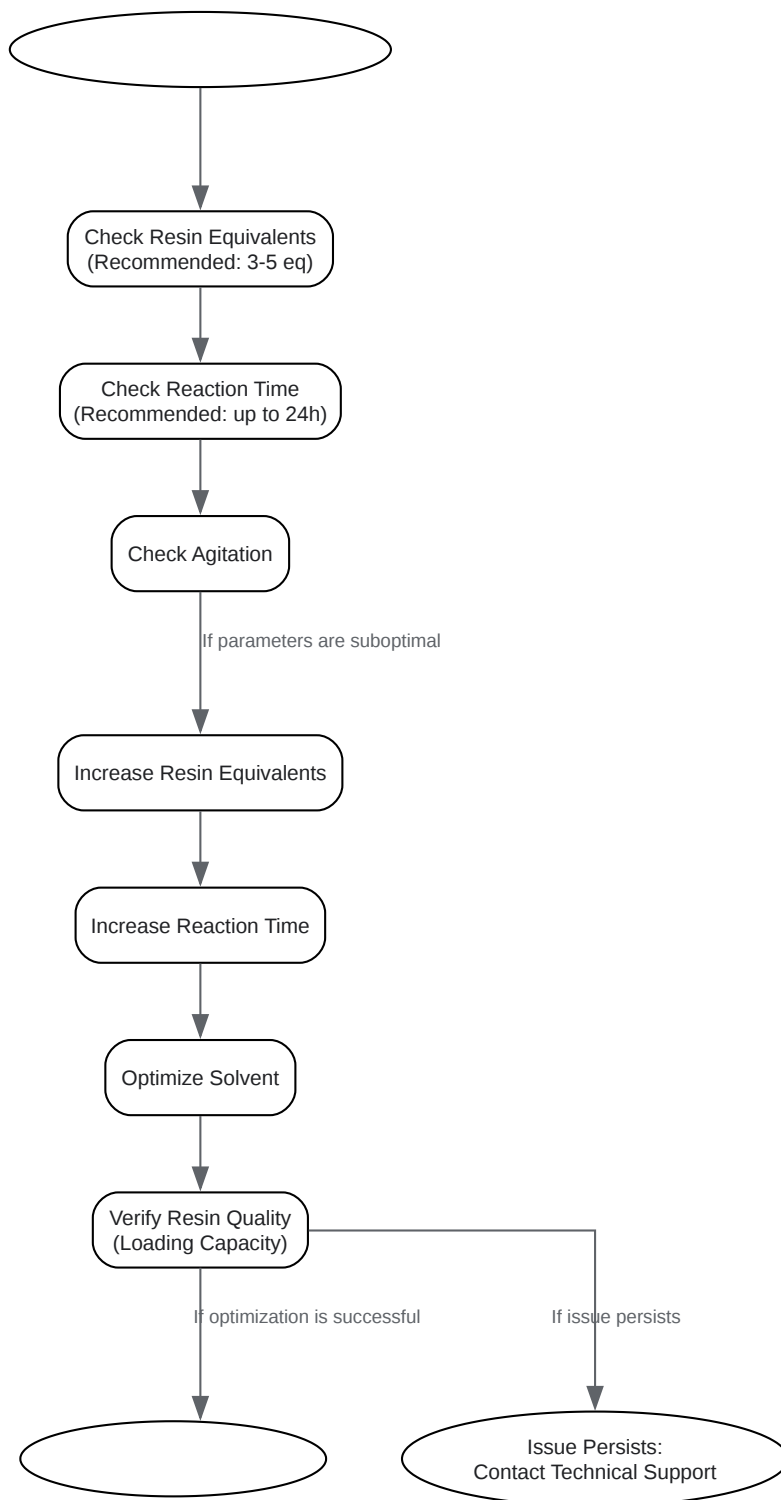 Check Resin Equivalents
(Recommended: 3-5 eq)
Check Reaction Time
(Recommended: up to 24h)
Check Agitation
If parameters are suboptimal
Increase Resin Equivalents
Increase Reaction Time
Optimize Solvent
Verify Resin Quality
(Loading Capacity)
If optimization is successful
If issue persists
Issue Persists:
Contact Technical Support